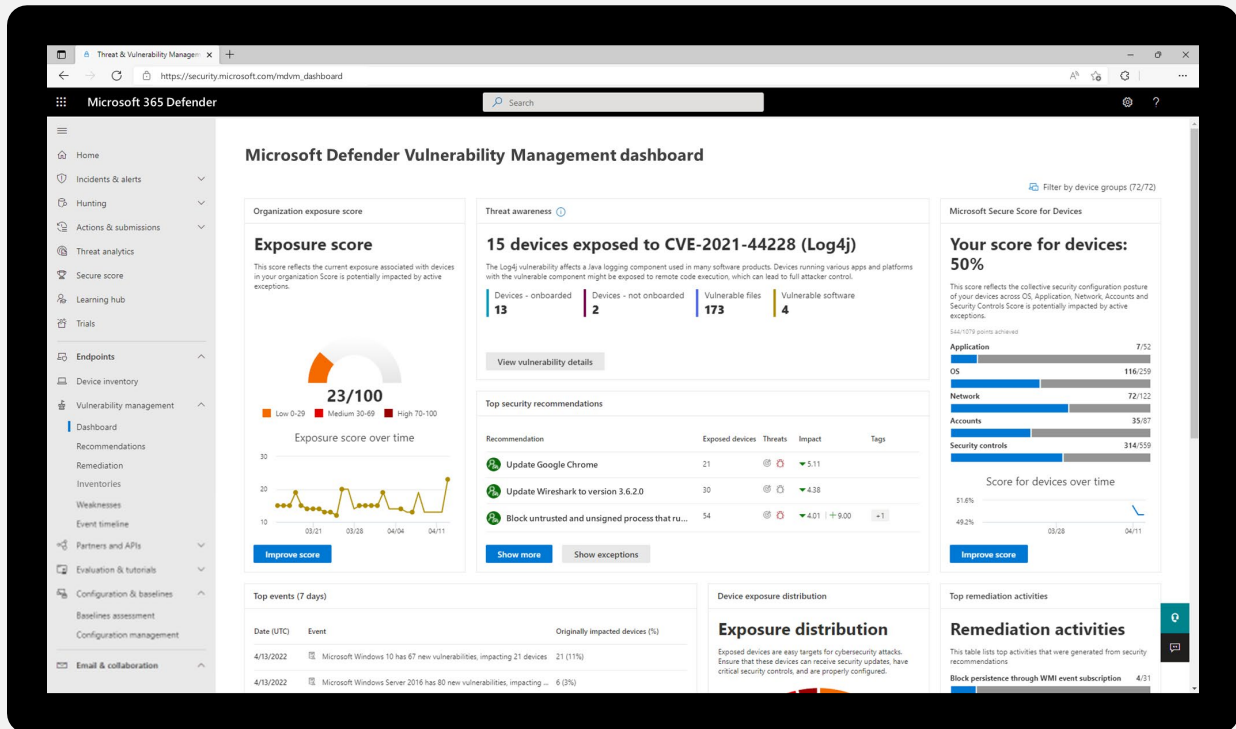 Threat & Vulnerability Managem
https://security.microsoft.com/mdvm_dashboard
Microsoft 365 Defender
Search
?
Home
Incidents & alerts
Hunting
Actions & submissions
Threat analytics
Secure score
Learning hub
Trials
Endpoints
Device inventory
Vulnerability management
Dashboard
Recommendations
Remediation
Inventories
Weaknesses
Event timeline
Partners and APIs
Evaluation & tutorials
Configuration & baselines
Baselines assessment
Configuration management
Email & collaboration
Microsoft Defender Vulnerability Management dashboard
Filter by device groups (72/72)
Organization exposure score
Exposure score
This score reflects the current exposure associated with devices
in your organization Score is potentially impacted by active
exceptions.
23/100
Low 0-29 Medium 30-69 High 70-100
Exposure score over time
30
20
10
03/21 03/28 04/04 04/11
Improve score
Threat awareness
15 devices exposed to CVE-2021-44228 (Log4j)
The Log4j vulnerability affects a Java logging component used in many software products. Devices running various apps and platforms
with the vulnerable component might be exposed to remote code execution, which can lead to full attacker control.
Devices - onboarded Devices - not onboarded Vulnerable files Vulnerable software
13 2 173 4
View vulnerability details
Top security recommendations
Recommendation Exposed devices Threats Impact Tags
Update Google Chrome 21 5.11
Update Wireshark to version 3.6.2.0 30 4.38
Block untrusted and unsigned process that ru... 54 4.01 | + 9.00 +1
Show more Show exceptions
Microsoft Secure Score for Devices
Your score for devices:
50%
This score reflects the collective security configuration posture
of your devices across OS, Application, Network, Accounts and
Security Controls Score is potentially impacted by active
exceptions.
544/1079 points achieved
Application 7/52
OS 116/259
Network 72/122
Accounts 35/87
Security controls 314/559
Score for devices over time
51.6%
49.2%
03/28 04/11
Improve score
Top events (7 days)
Date (UTC) Event Originally impacted devices (%)
4/13/2022 Microsoft Windows 10 has 67 new vulnerabilities, impacting 21 devices 21 (11%)
4/13/2022 Microsoft Windows Server 2016 has 80 new vulnerabilities, impacting ... 6 (3%)
Device exposure distribution
Exposure distribution
Exposed devices are easy targets for cybersecurity attacks.
Ensure that these devices can receive security updates, have
critical security controls, and are properly configured.
Top remediation activities
Remediation activities
This table lists top activities that were generated from security
recommendations
Block persistence through WMI event subscription 4/31